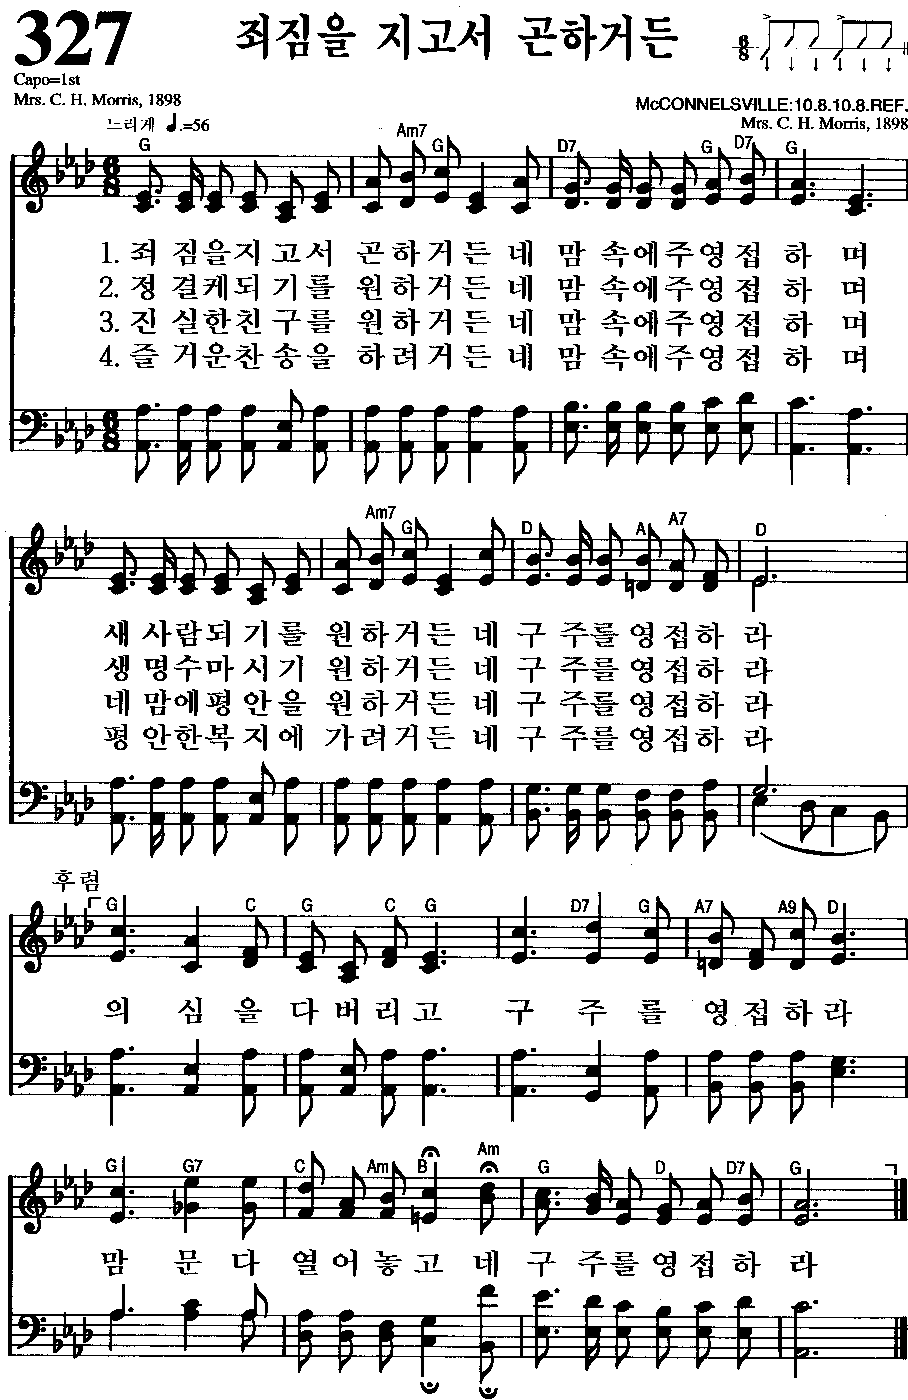 327
죄짐을 지고서 곤하거든
Capo=1st
Mrs. C. H. Morris, 1898
McCONNELSVILLE:10.8.10.8.REF.
Mrs. C. H. Morris, 1898
느리게 ♩.=56
G Am7 G D7 G D7 G
1. 죄 짐을지 고서 곤하거든 네 맘 속에주영접 하 며
2. 정 결케되 기를 원하거든 네 맘 속에주영접 하 며
3. 진 실한친 구를 원하거든 네 맘 속에주영접 하 며
4. 즐 거운찬 송을 하려거든 네 맘 속에주영접 하 며
Am7 G D A A7 D
새 사람되 기를 원하거든 네 구 주를 영접하 라
생 명수마 시기 원하거든 네 구 주를 영접하 라
네 맘에평 안을 원하거든 네 구 주를 영접하 라
평 안한복 지에 가려거든 네 구 주를 영접하 라
후렴
G C G C G D7 G A7 A9 D
의 심 을 다버리고 구 주 를 영접하라
G G7 C Am B Am G D D7 G
맘 문 다 열어놓고 네 구 주를영접하 라